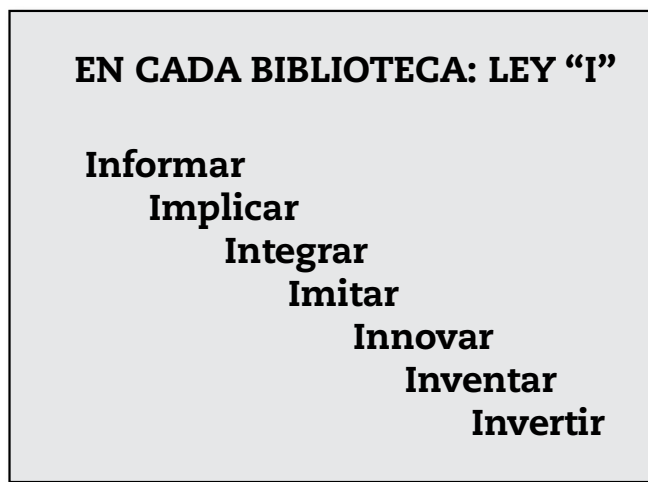 EN CADA BIBLIOTECA: LEY “I”
Informar
Implicar
Integrar
Imitar
Innovar
Inventar
Invertir